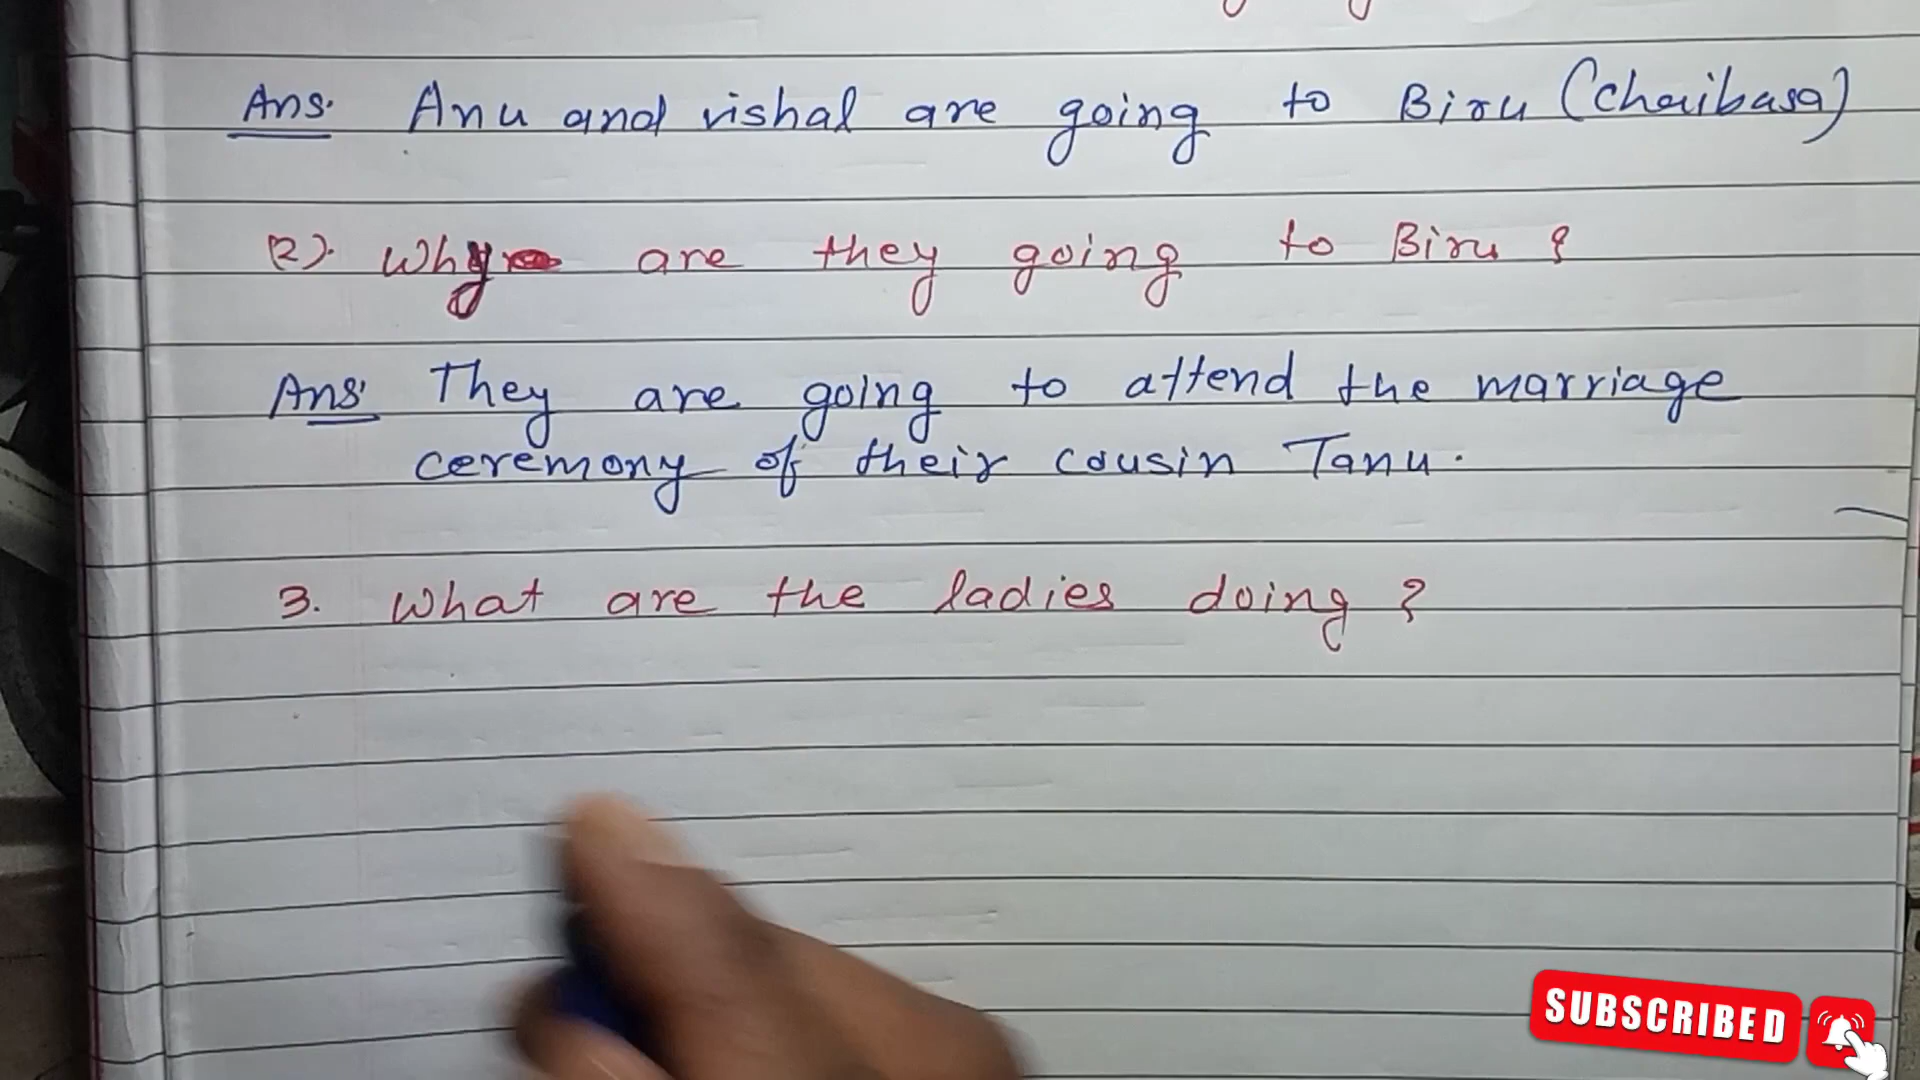 Ans. Anu and vishal are going to Biru (chaibasa)
(2). Why are they going to Biru ?
Ans. They are going to attend the marriage
ceremony of their cousin Tanu.
3. What are the ladies doing ?
SUBSCRIBED